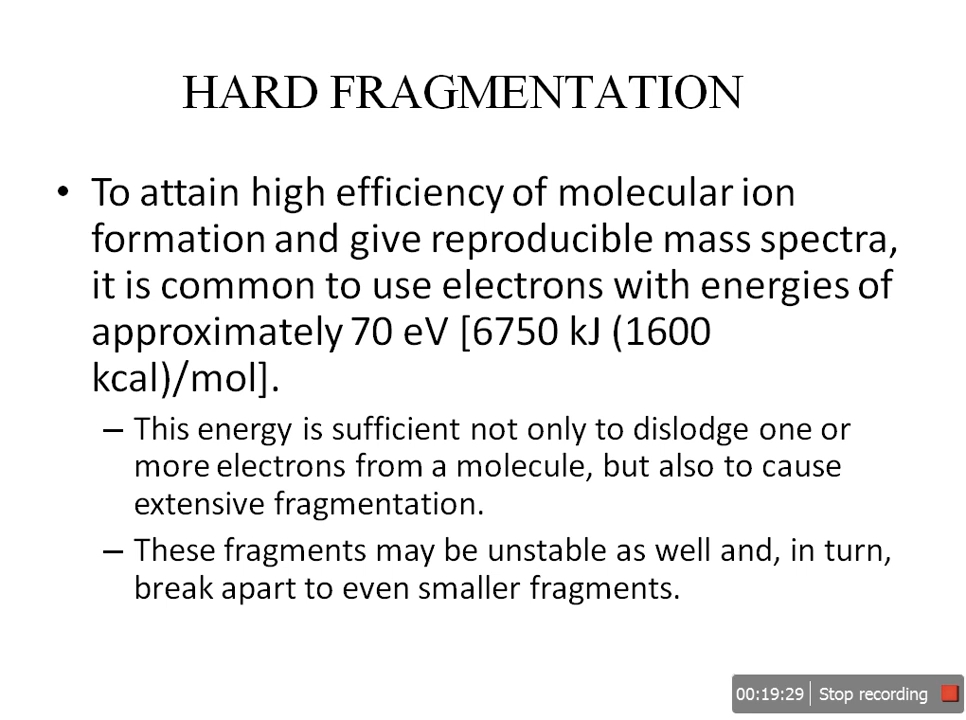 HARD FRAGMENTATION
• To attain high efficiency of molecular ion
formation and give reproducible mass spectra,
it is common to use electrons with energies of
approximately 70 eV [6750 kJ (1600
kcal)/mol].
– This energy is sufficient not only to dislodge one or
more electrons from a molecule, but also to cause
extensive fragmentation.
– These fragments may be unstable as well and, in turn,
break apart to even smaller fragments.
00:19:29 Stop recording